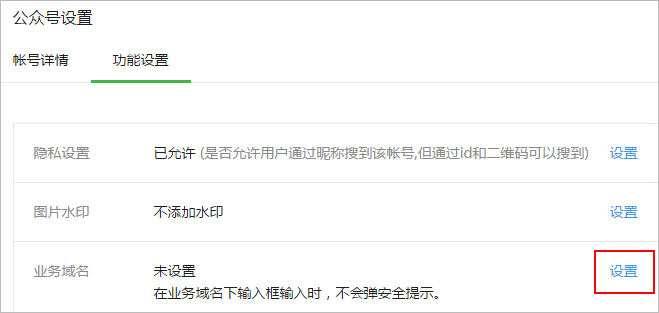 公众号设置
帐号详情 功能设置
隐私设置 已允许 (是否允许用户通过昵称搜到该帐号,但通过id和二维码可以搜到) 设置
图片水印 不添加水印 设置
业务域名 未设置 设置
在业务域名下输入框输入时，不会弹安全提示。